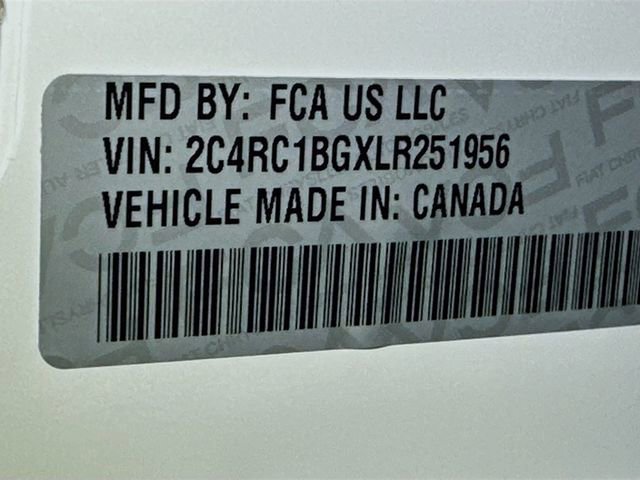 MFD BY: FCA US LLC
VIN: 2C4RC1BGXLR251956
VEHICLE MADE IN: CANADA